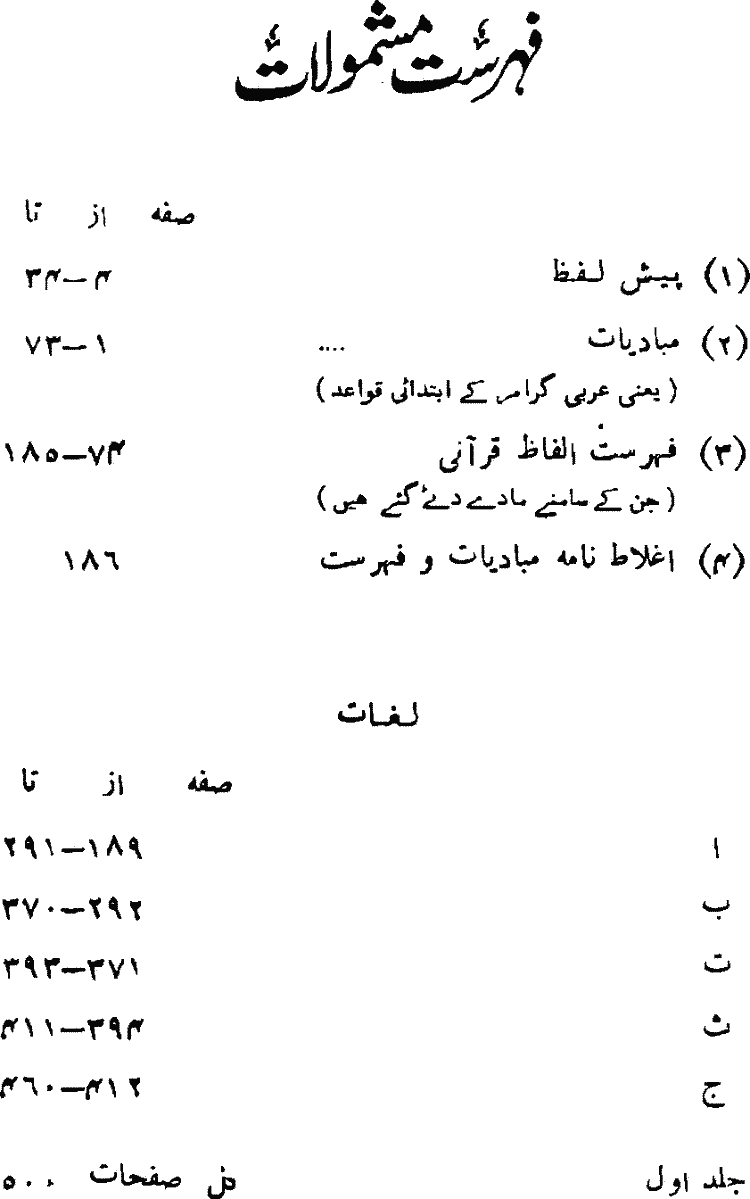 فہرست مشمولات
صفہ از تا
(۱) پیش لفظ ۴—۳۴
(۲) مبادیات .... ۱—۷۳
(یعنی عربی گرامر کے ابتدائی قواعد)
(۳) فہرست الفاظ قرآنی ۷۴—۱۸۵
(جن کے سامنے مادے دئے گئے ھیں)
(۴) اغلاط نامہ مبادیات و فہرست ۱۸۶
لغات
صفہ از تا
ا ۱۸۹—۲۹۱
ب ۲۹۲—۳۷۰
ت ۳۷۱—۳۹۳
ث ۳۹۴—۴۱۱
ج ۴۱۲—۴۶۰
جلد اول کل صفحات ۵۰۰